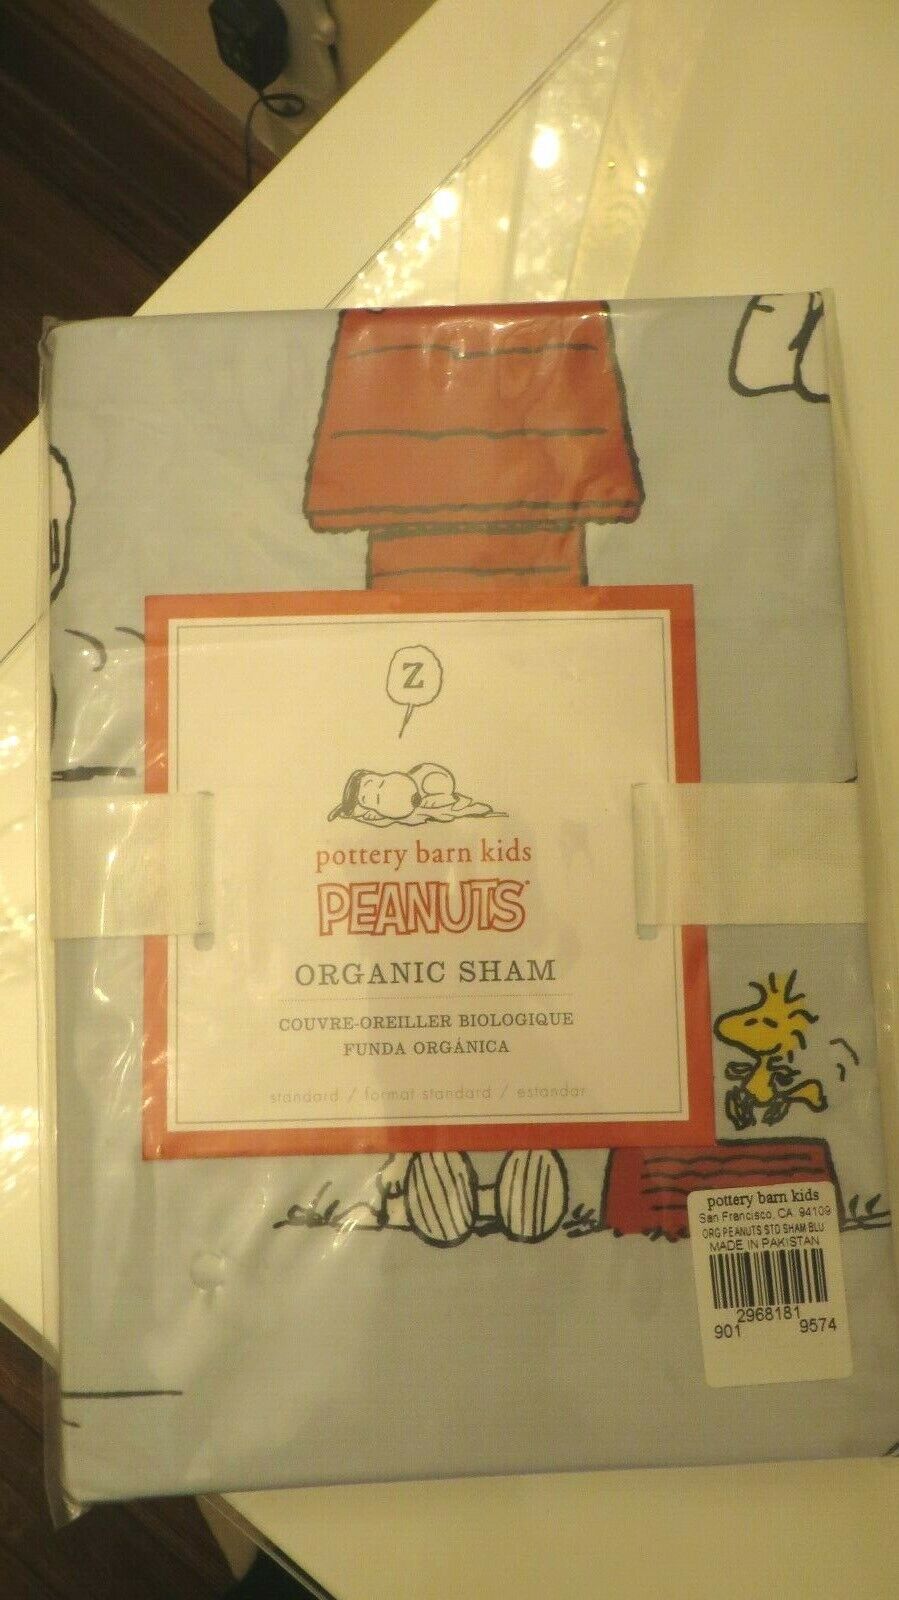 Z
pottery barn kids
PEANUTS
ORGANIC SHAM
COUVRE-OREILLER BIOLOGIQUE
FUNDA ORGÁNICA
standard / format standard / estandar
pottery barn kids
San Francisco, CA. 94109
ORG PEANUTS STD SHAM BLU
MADE IN PAKISTAN
2968181
901 9574